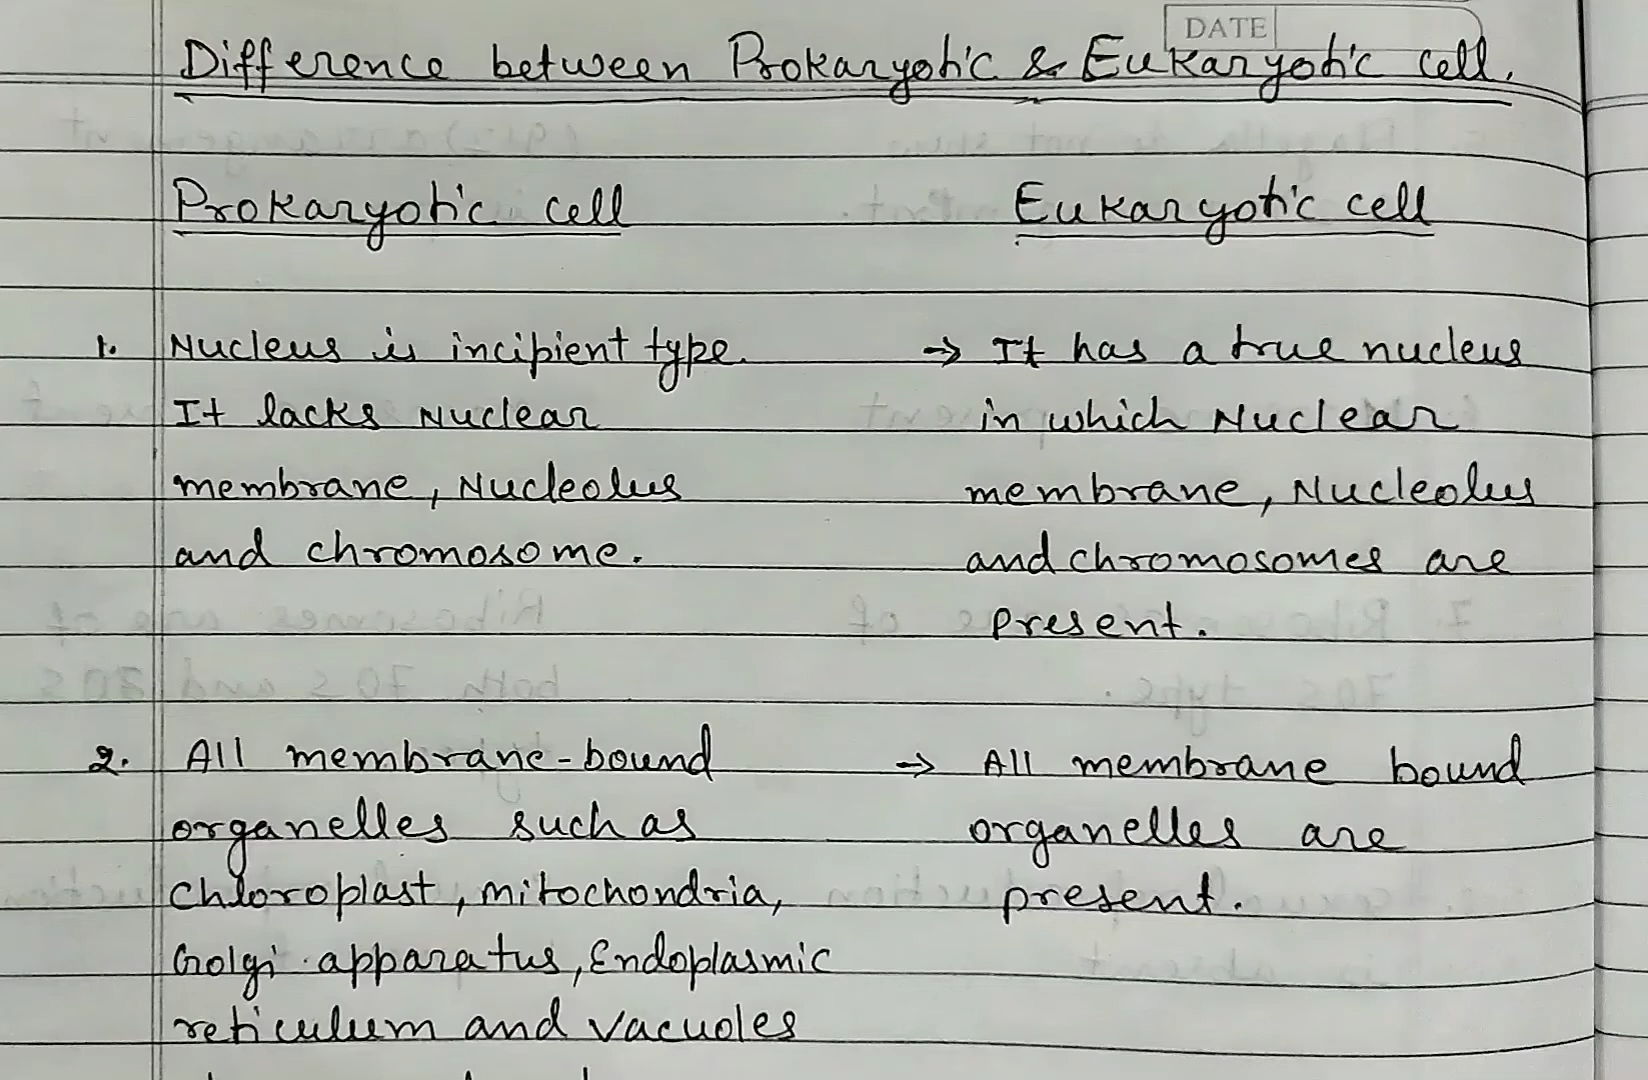 DATE
Difference between Prokaryotic & Eukaryotic cell.
Prokaryotic cell
Eukaryotic cell
1. Nucleus is incipient type.
It lacks Nuclear
membrane, Nucleolus
and chromosome.
→ It has a true nucleus
in which Nuclear
membrane, Nucleolus
and chromosomes are
present.
2. All membrane-bound
organelles such as
Chloroplast, mitochondria,
Golgi apparatus, Endoplasmic
reticulum and vacuoles
→ All membrane bound
organelles are
present.